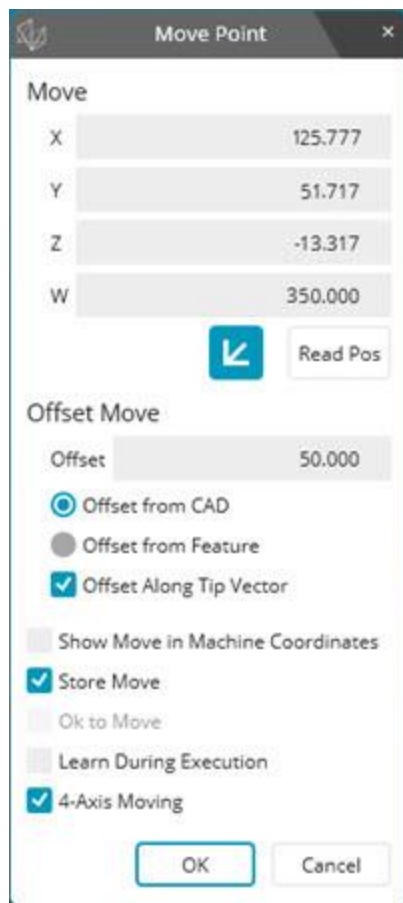 Move Point
Move
X 125.777
Y 51.717
Z -13.317
W 350.000
Read Pos
Offset Move
Offset 50.000
Offset from CAD
Offset from Feature
Offset Along Tip Vector
Show Move in Machine Coordinates
Store Move
Ok to Move
Learn During Execution
4-Axis Moving
OK Cancel